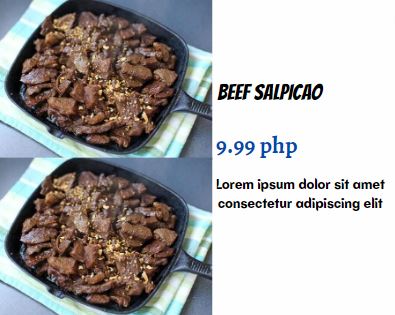 BEEF SALPICAO
9.99 php
Lorem ipsum dolor sit amet
consectetur adipiscing elit